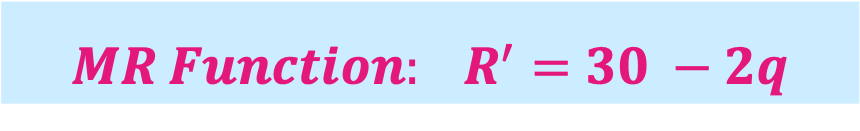 MR Function: R′ = 30 − 2q